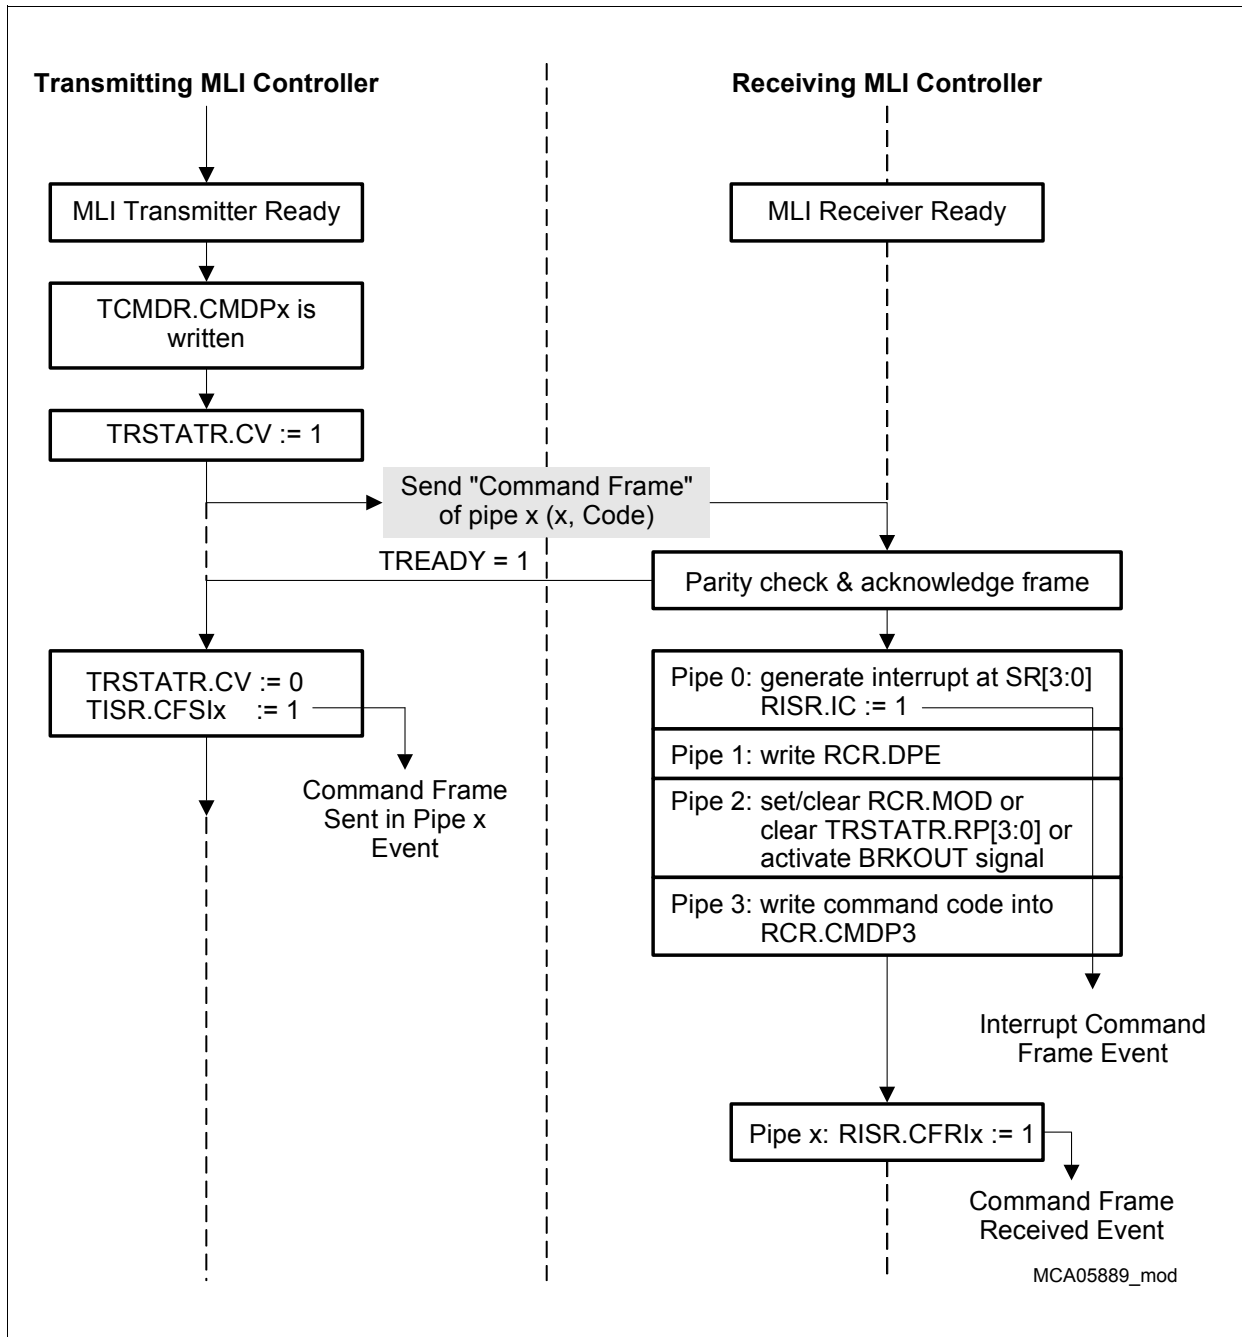 Transmitting MLI Controller
Receiving MLI Controller
MLI Transmitter Ready
MLI Receiver Ready
TCMDR.CMDPx is
written
TRSTATR.CV := 1
Send "Command Frame"
of pipe x (x, Code)
TREADY = 1
Parity check & acknowledge frame
TRSTATR.CV := 0
TISR.CFSIx := 1
Command Frame
Sent in Pipe x
Event
Pipe 0: generate interrupt at SR[3:0]
RISR.IC := 1
Pipe 1: write RCR.DPE
Pipe 2: set/clear RCR.MOD or
clear TRSTATR.RP[3:0] or
activate BRKOUT signal
Pipe 3: write command code into
RCR.CMDP3
Interrupt Command
Frame Event
Pipe x: RISR.CFRIx := 1
Command Frame
Received Event
MCA05889_mod